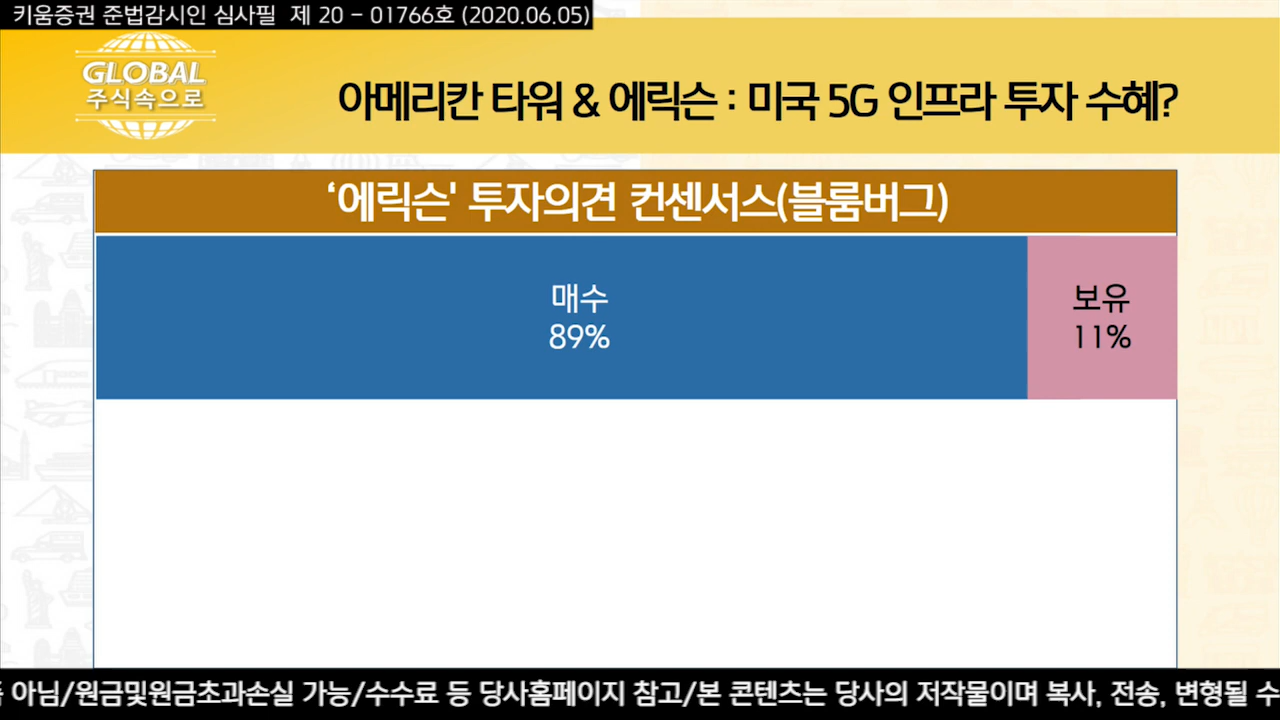 키움증권 준법감시인 심사필 제 20 - 01766호 (2020.06.05)
GLOBAL
주식속으로
아메리칸 타워 & 에릭슨 : 미국 5G 인프라 투자 수혜?
‘에릭슨' 투자의견 컨센서스(블룸버그)
매수
89%
보유
11%
아님/원금및원금초과손실 가능/수수료 등 당사홈페이지 참고/본 콘텐츠는 당사의 저작물이며 복사, 전송, 변형될 수